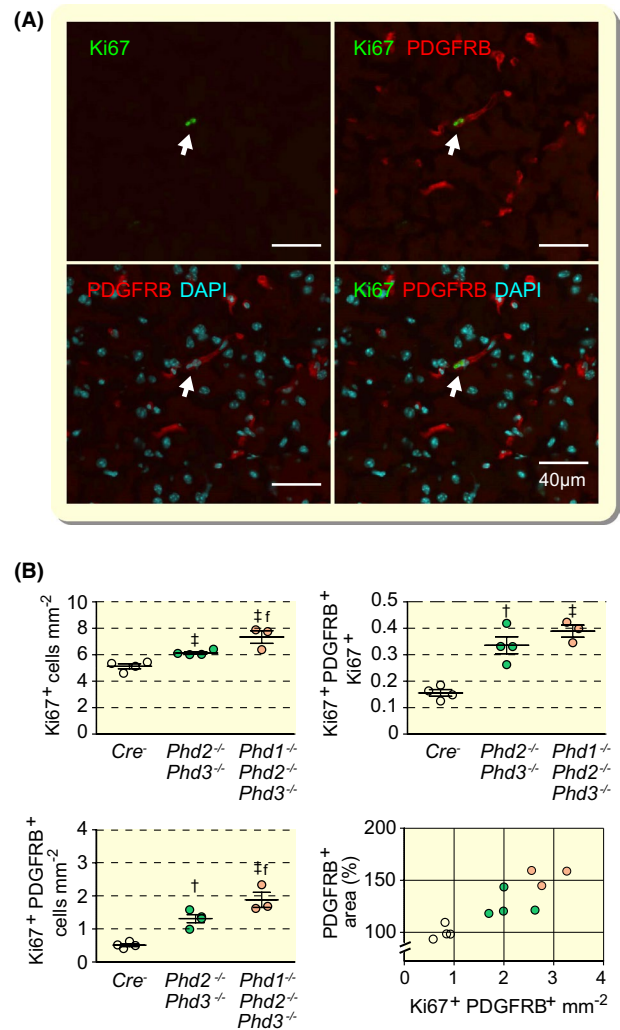 (A)
Ki67
Ki67 PDGFRB
PDGFRB DAPI
Ki67 PDGFRB DAPI
40µm
(B)
Ki67⁺ cells mm⁻²
10
8
6
4
2
0
‡
‡ f
Cre⁻
Phd2⁻/⁻
Phd3⁻/⁻
Phd1⁻/⁻
Phd2⁻/⁻
Phd3⁻/⁻
Ki67⁺ PDGFRB⁺
Ki67⁺
0.5
0.4
0.3
0.2
0.1
0
†
‡
Cre⁻
Phd2⁻/⁻
Phd3⁻/⁻
Phd1⁻/⁻
Phd2⁻/⁻
Phd3⁻/⁻
Ki67⁺ PDGFRB⁺
cells mm⁻²
4
3
2
1
0
†
‡f
Cre⁻
Phd2⁻/⁻
Phd3⁻/⁻
Phd1⁻/⁻
Phd2⁻/⁻
Phd3⁻/⁻
PDGFRB⁺
area (%)
200
150
100
0 1 2 3 4
Ki67⁺ PDGFRB⁺ mm⁻²